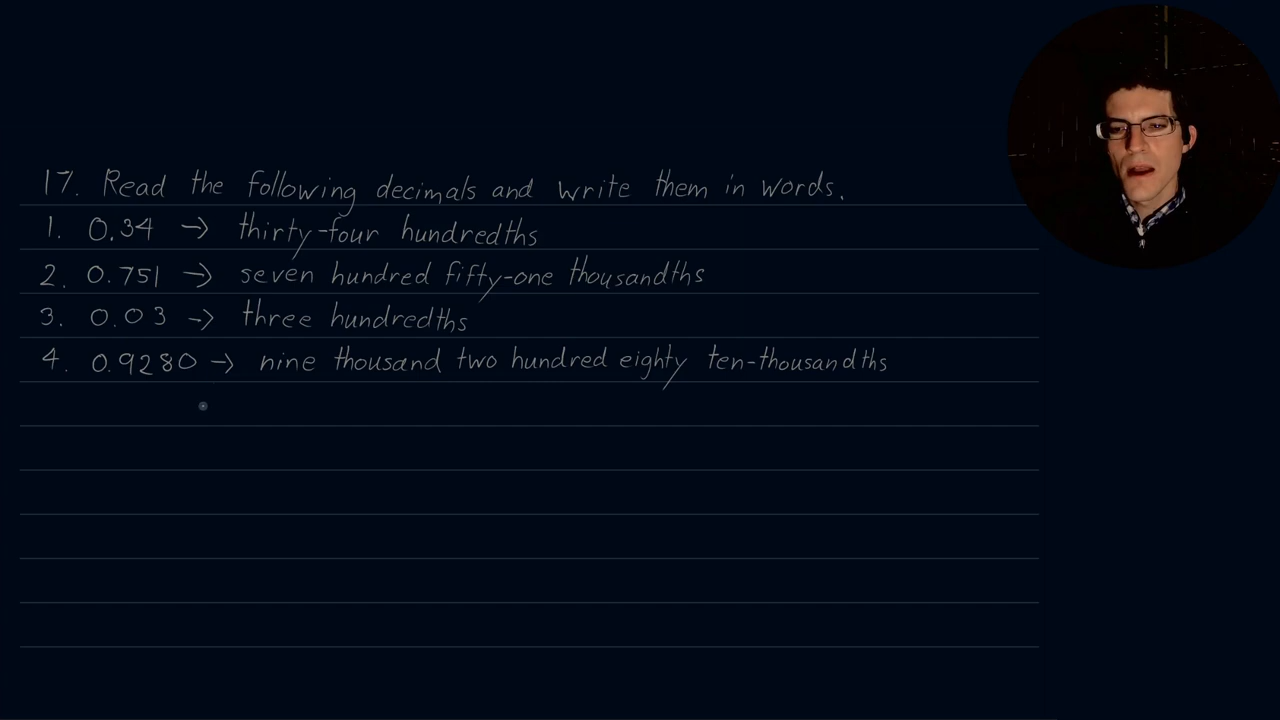 17. Read the following decimals and write them in words.
1. 0.34 → thirty-four hundredths
2. 0.751 → seven hundred fifty-one thousandths
3. 0.03 → three hundredths
4. 0.9280 → nine thousand two hundred eighty ten-thousandths